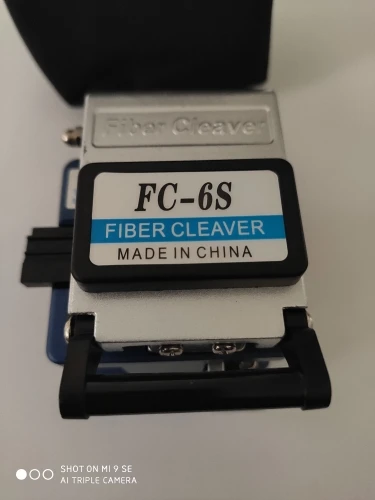 Fiber Cleaver
FC-6S
FIBER CLEAVER
MADE IN CHINA
SHOT ON MI 9 SE
AI TRIPLE CAMERA